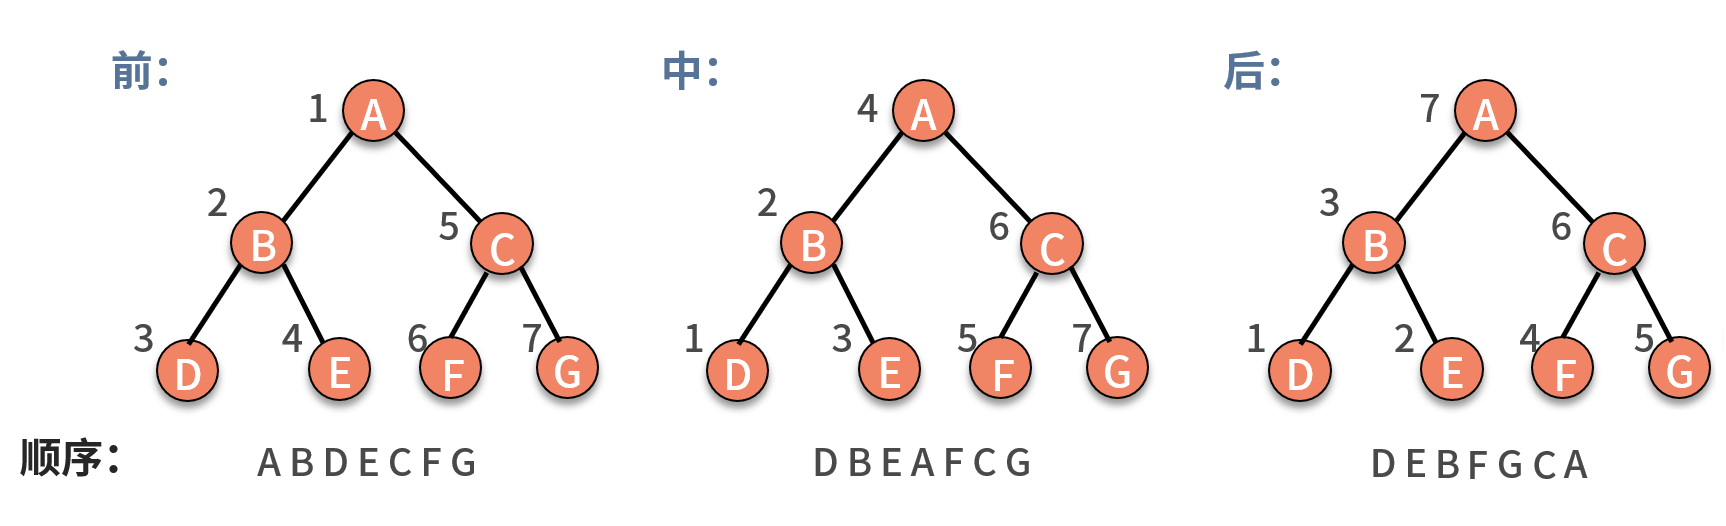 前： 中： 后：
1 A 4 A 7 A
2 B 5 C 2 B 6 C 3 B 6 C
3 D 4 E 6 F 7 G 1 D 3 E 5 F 7 G 1 D 2 E 4 F 5 G
顺序： A B D E C F G D B E A F C G D E B F G C A